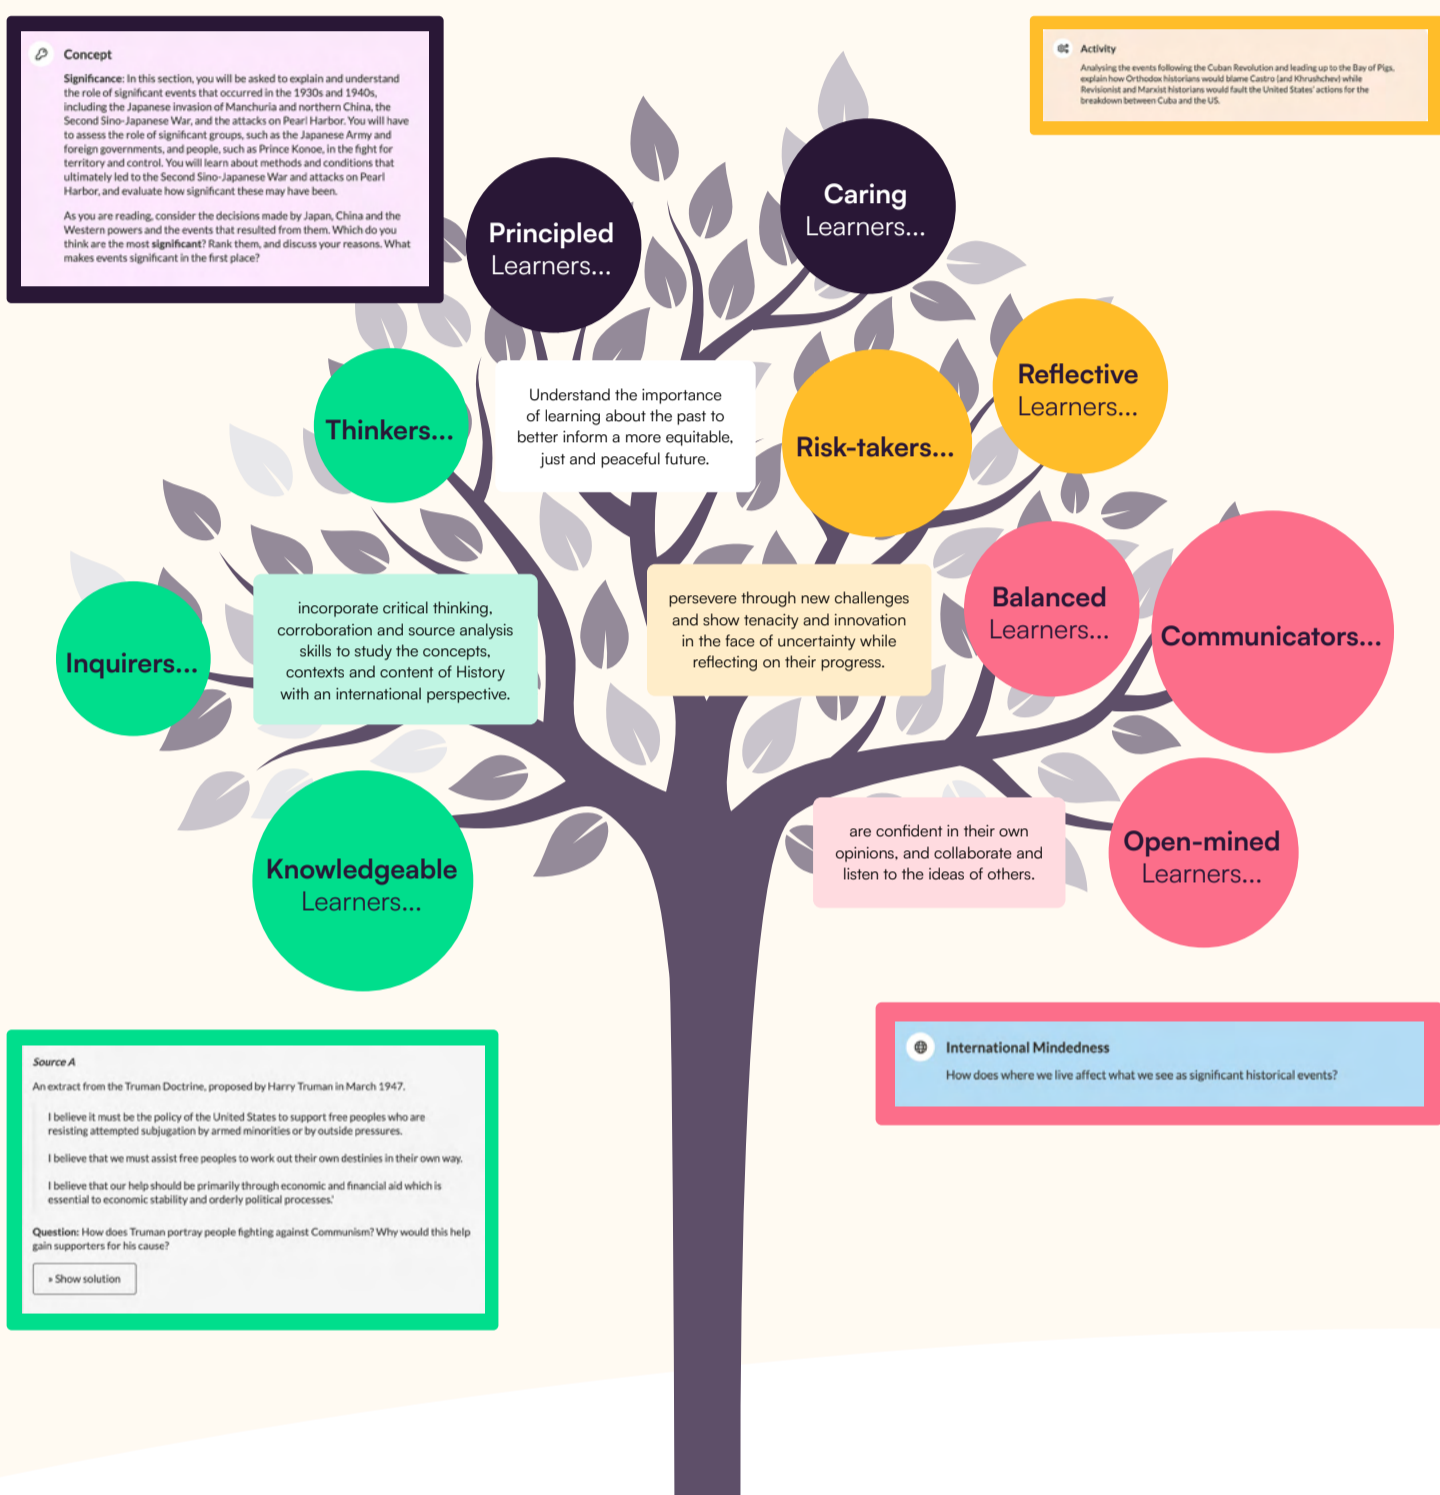 Concept
Significance: In this section, you will be asked to explain and understand
the role of significant events that occurred in the 1930s and 1940s,
including the Japanese invasion of Manchuria and northern China, the
Second Sino-Japanese War, and the attacks on Pearl Harbor. You will have
to assess the role of significant groups, such as the Japanese Army and
foreign governments, and people, such as Prince Konoe, in the fight for
territory and control. You will learn about methods and conditions that
ultimately led to the Second Sino-Japanese War and attacks on Pearl
Harbor, and evaluate how significant these may have been.
As you are reading, consider the decisions made by Japan, China and the
Western powers and the events that resulted from them. Which do you
think are the most significant? Rank them, and discuss your reasons. What
makes events significant in the first place?
Activity
Analysing the events following the Cuban Revolution and leading up to the Bay of Pigs,
explain how Orthodox historians would blame Castro (and Khrushchev) while
Revisionist and Marxist historians would fault the United States' actions for the
breakdown between Cuba and the US.
Principled
Learners...
Caring
Learners...
Thinkers...
Understand the importance
of learning about the past to
better inform a more equitable,
just and peaceful future.
Risk-takers...
Reflective
Learners...
Inquirers...
incorporate critical thinking,
corroboration and source analysis
skills to study the concepts,
contexts and content of History
with an international perspective.
persevere through new challenges
and show tenacity and innovation
in the face of uncertainty while
reflecting on their progress.
Balanced
Learners...
Communicators...
Knowledgeable
Learners...
are confident in their own
opinions, and collaborate and
listen to the ideas of others.
Open-mined
Learners...
Source A
An extract from the Truman Doctrine, proposed by Harry Truman in March 1947.
I believe it must be the policy of the United States to support free peoples who are
resisting attempted subjugation by armed minorities or by outside pressures.
I believe that we must assist free peoples to work out their own destinies in their own way.
I believe that our help should be primarily through economic and financial aid which is
essential to economic stability and orderly political processes.'
Question: How does Truman portray people fighting against Communism? Why would this help
gain supporters for his cause?
» Show solution
International Mindedness
How does where we live affect what we see as significant historical events?